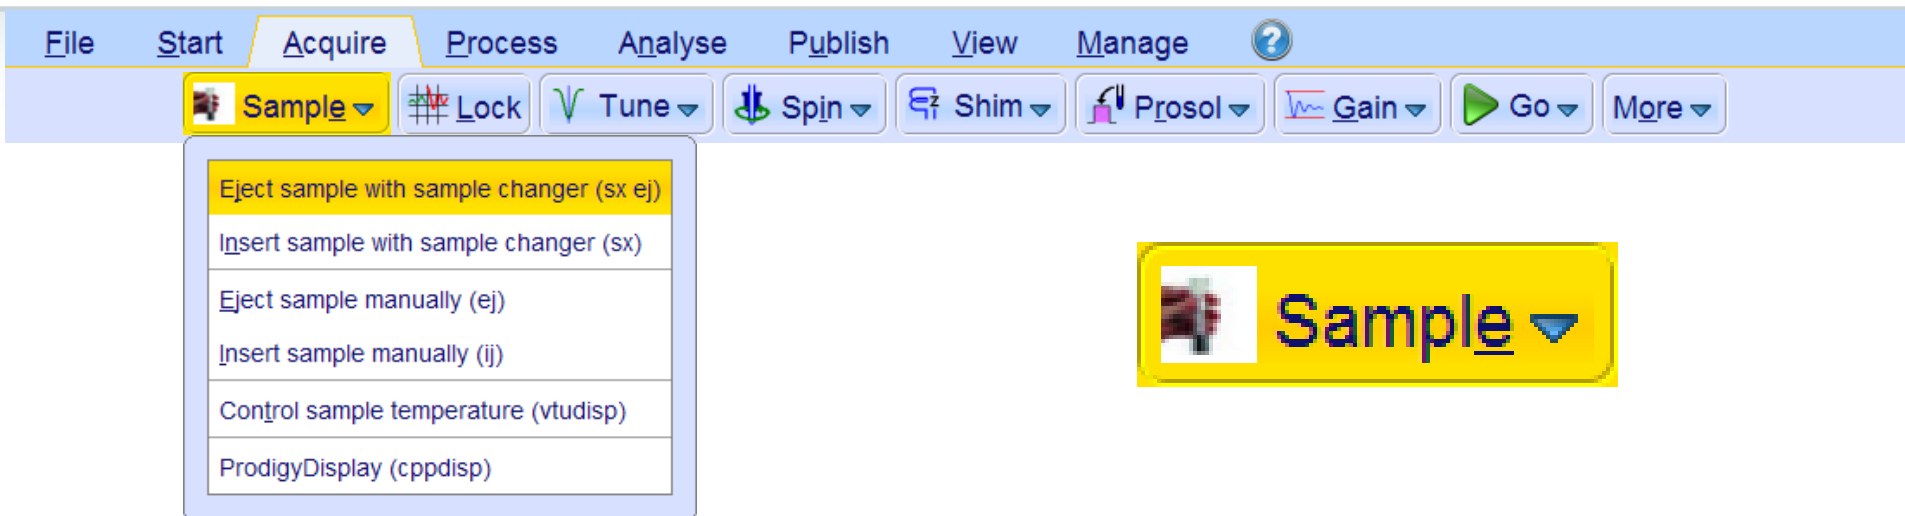 File Start Acquire Process Analyse Publish View Manage ?
Sample Lock Tune Spin Z Shim Prosol Gain Go More
Eject sample with sample changer (sx ej)
Insert sample with sample changer (sx)
Eject sample manually (ej)
Insert sample manually (ij)
Control sample temperature (vtudisp)
ProdigyDisplay (cppdisp)
Sample